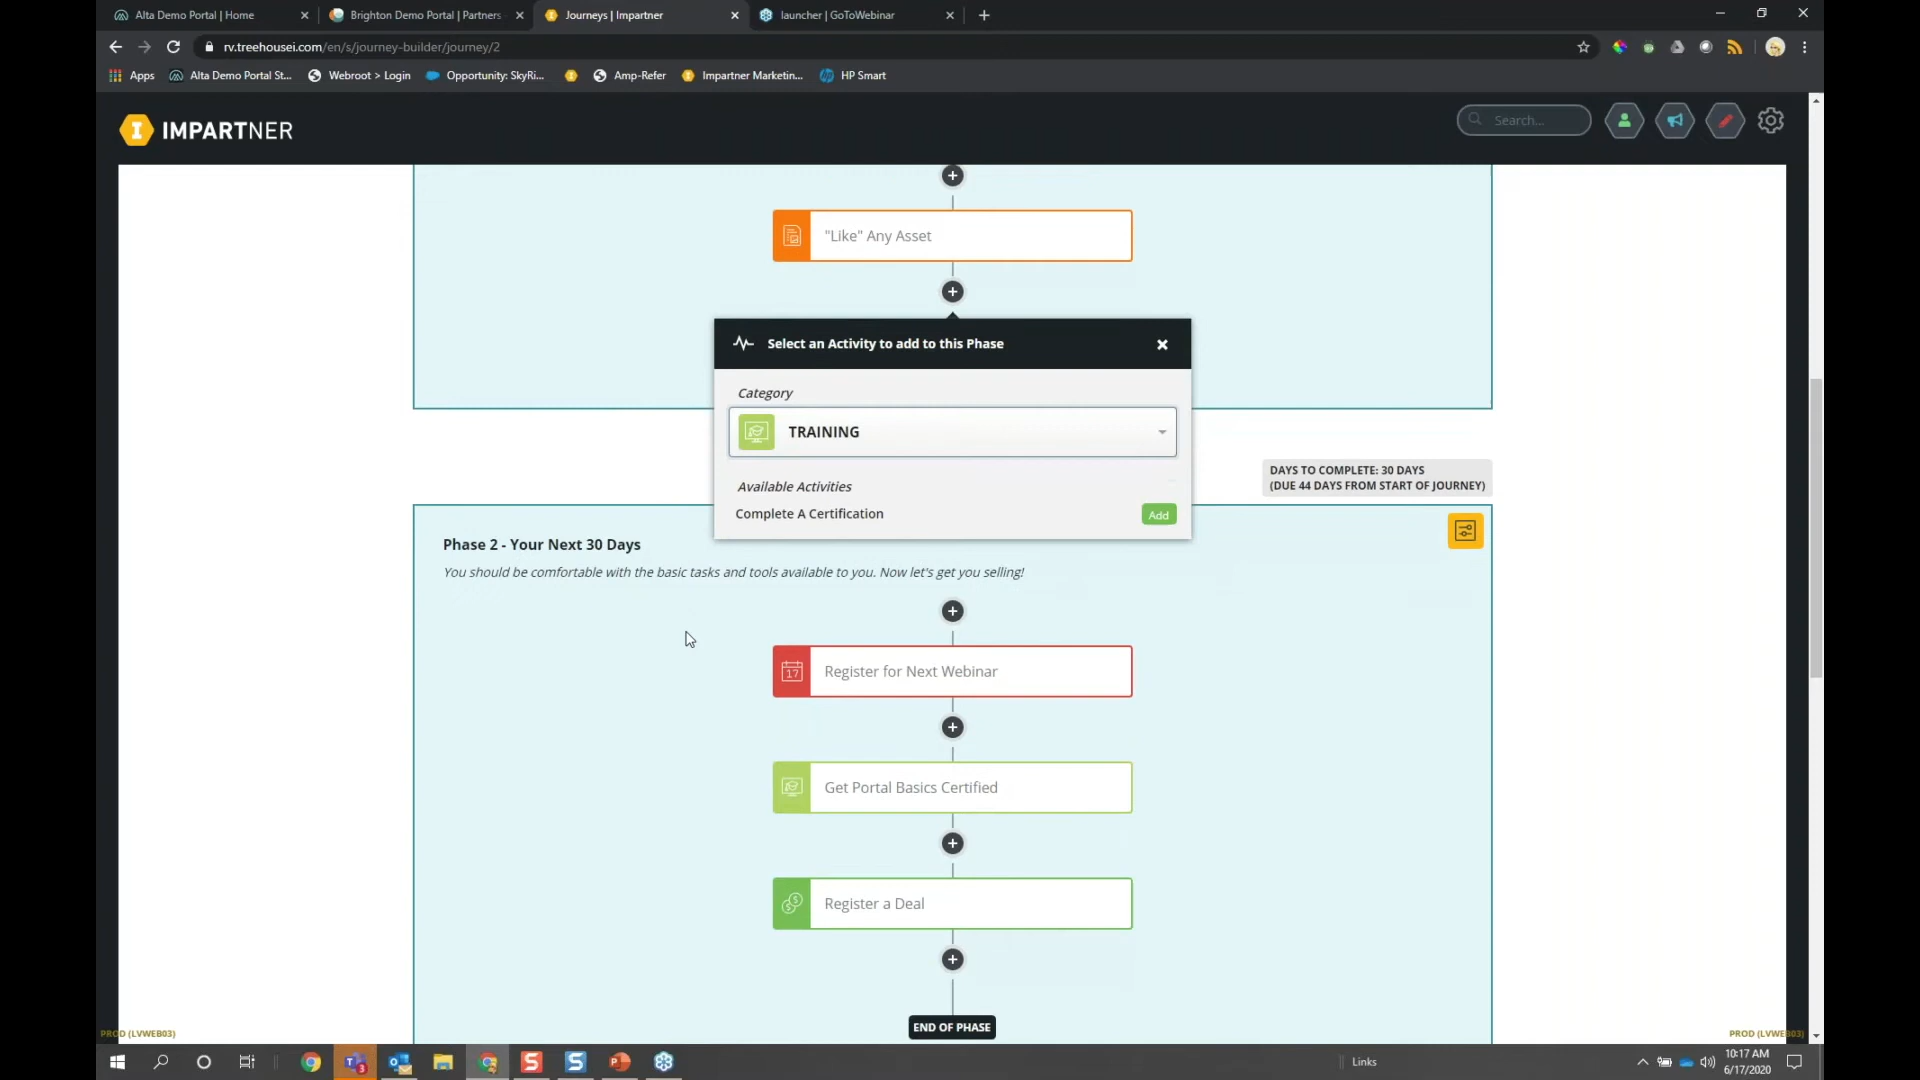 Alta Demo Portal | Home
Brighton Demo Portal | Partners
Journeys | Impartner
launcher | GoToWebinar
rv.treehousei.com/en/s/journey-builder/journey/2
Apps
Alta Demo Portal St...
Webroot > Login
Opportunity: SkyRi...
Amp-Refer
Impartner Marketin...
HP Smart
IMPARTNER
Search...
"Like" Any Asset
Select an Activity to add to this Phase
Category
TRAINING
Available Activities
Complete A Certification
Add
DAYS TO COMPLETE: 30 DAYS
(DUE 44 DAYS FROM START OF JOURNEY)
Phase 2 - Your Next 30 Days
You should be comfortable with the basic tasks and tools available to you. Now let's get you selling!
17
Register for Next Webinar
Get Portal Basics Certified
Register a Deal
END OF PHASE
PROD (LVWEB03)
PROD (LVWEB03)
Links
10:17 AM
6/17/2020